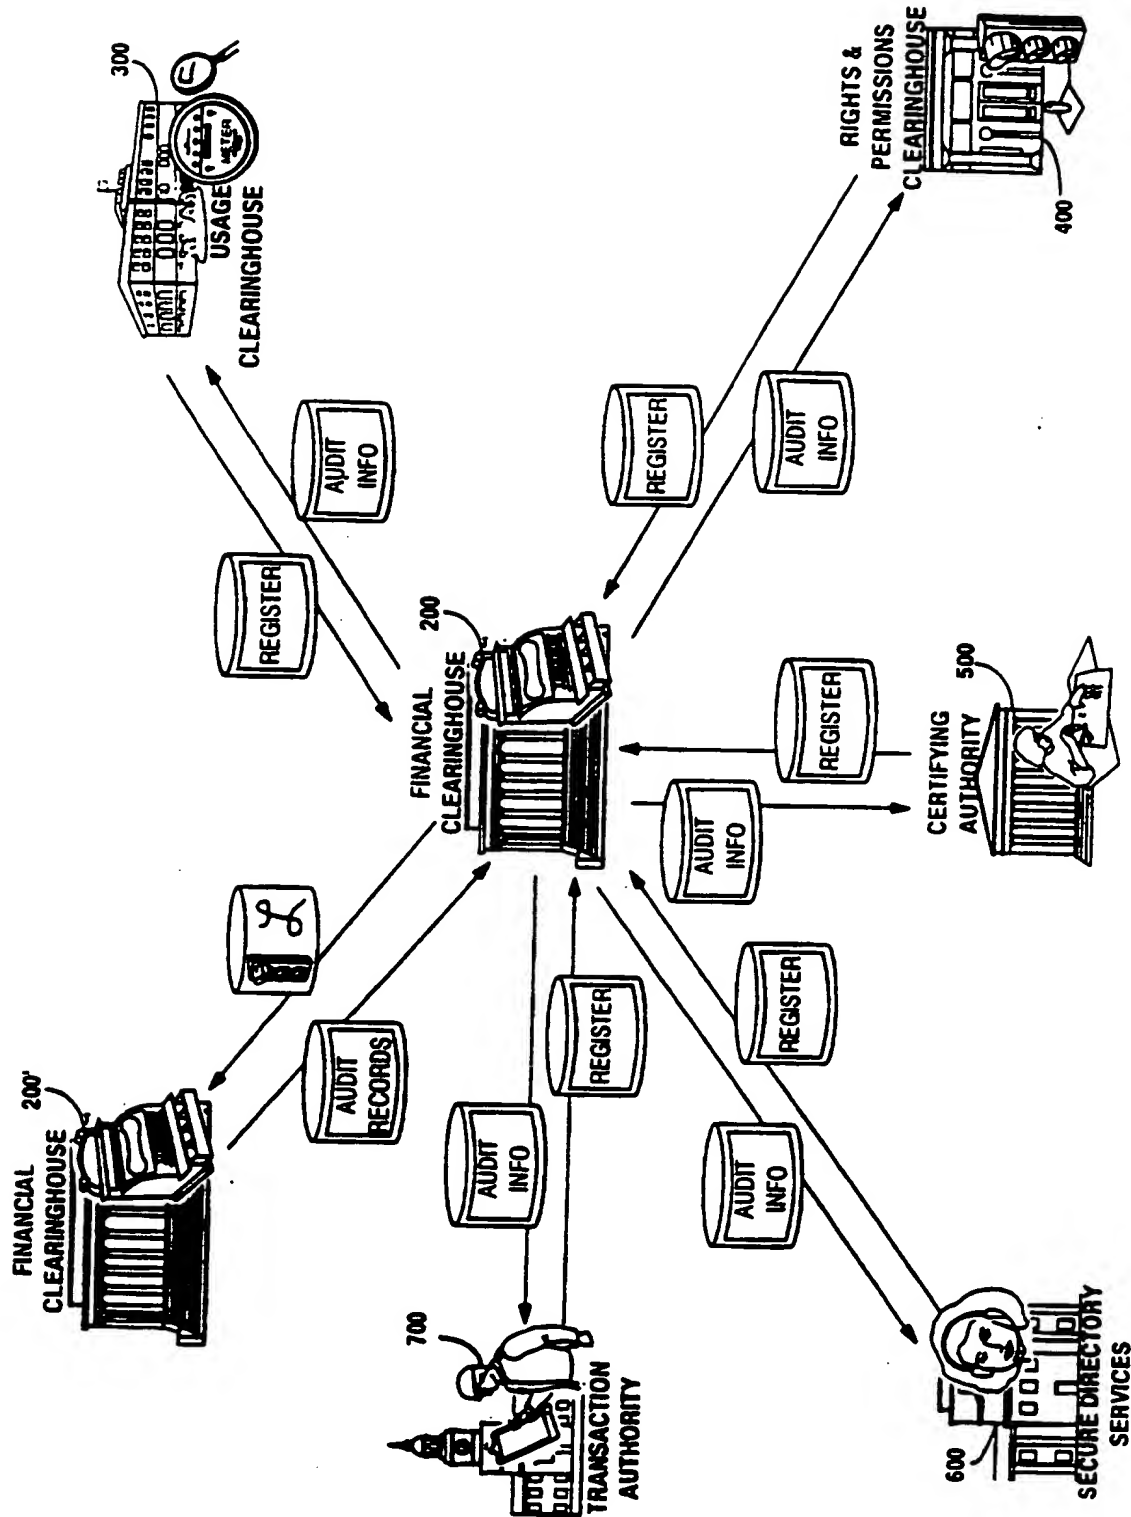 FINANCIAL
CLEARINGHOUSE
200'
300
METER
USAGE
CLEARINGHOUSE
REGISTER
AUDIT
INFO
AUDIT
RECORDS
FINANCIAL
CLEARINGHOUSE
200
700
AUDIT
INFO
TRANSACTION
AUTHORITY
REGISTER
REGISTER
AUDIT
INFO
AUDIT
INFO
REGISTER
AUDIT
INFO
REGISTER
RIGHTS &
PERMISSIONS
CLEARINGHOUSE
400
CERTIFYING
AUTHORITY
500
600
SECURE DIRECTORY
SERVICES